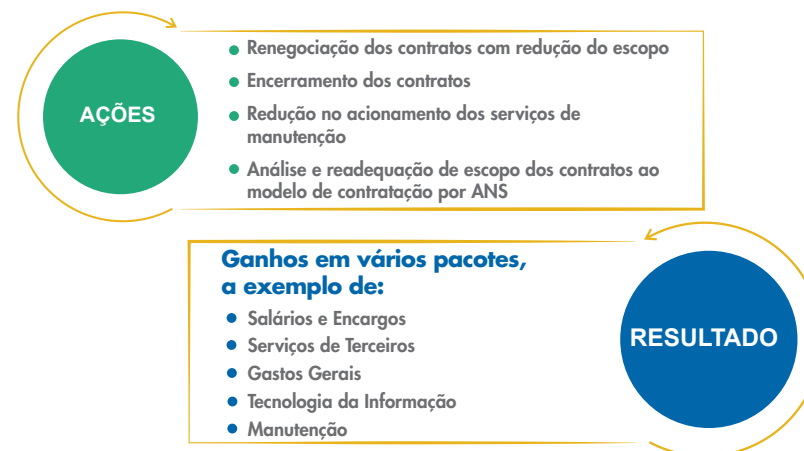 AÇÕES
Renegociação dos contratos com redução do escopo
Encerramento dos contratos
Redução no acionamento dos serviços de
manutenção
Análise e readequação de escopo dos contratos ao
modelo de contratação por ANS
Ganhos em vários pacotes,
a exemplo de:
Salários e Encargos
Serviços de Terceiros
Gastos Gerais
Tecnologia da Informação
Manutenção
RESULTADO